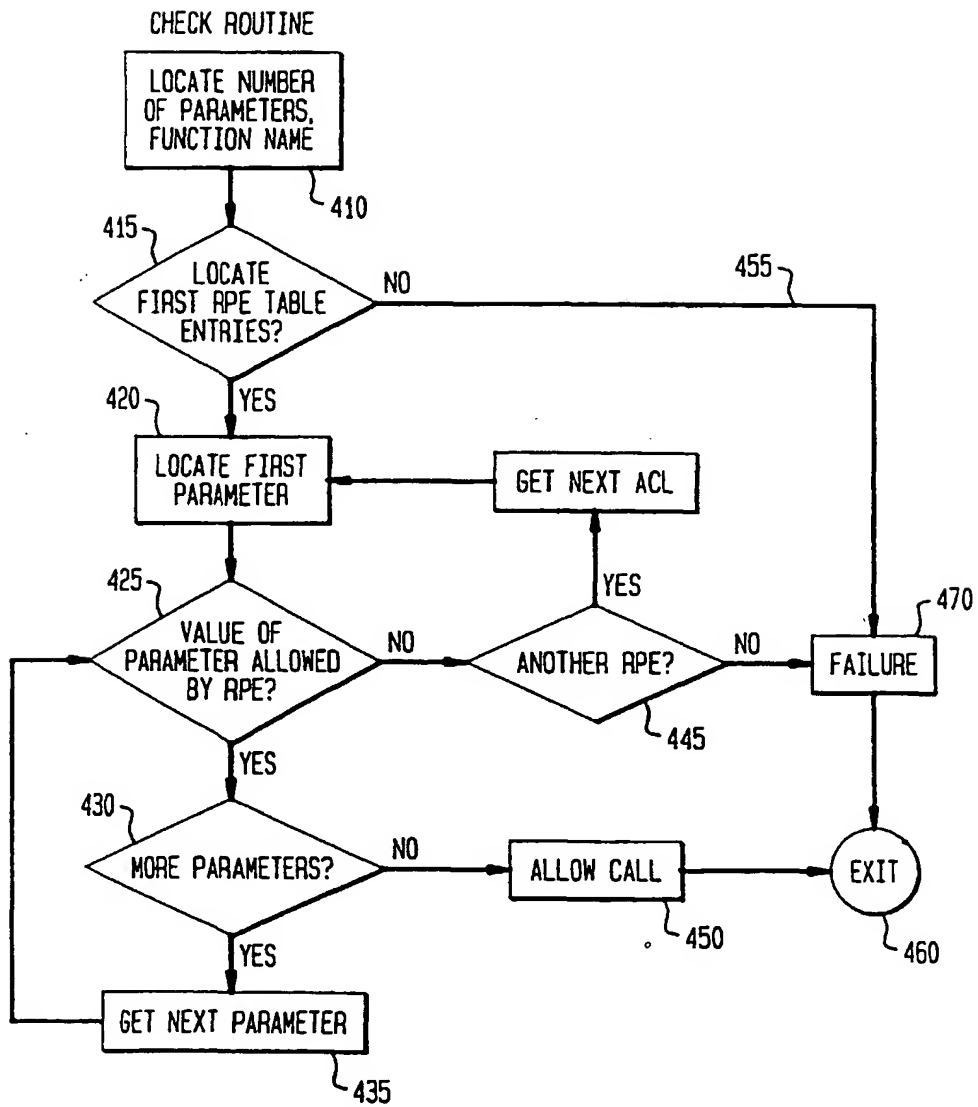 CHECK ROUTINE
LOCATE NUMBER
OF PARAMETERS,
FUNCTION NAME
410
415
LOCATE
FIRST RPE TABLE
ENTRIES?
NO
455
YES
420
LOCATE FIRST
PARAMETER
GET NEXT ACL
YES
425
VALUE OF
PARAMETER ALLOWED
BY RPE?
NO
ANOTHER RPE?
445
NO
470
FAILURE
YES
430
MORE PARAMETERS?
NO
ALLOW CALL
450
EXIT
460
YES
GET NEXT PARAMETER
435